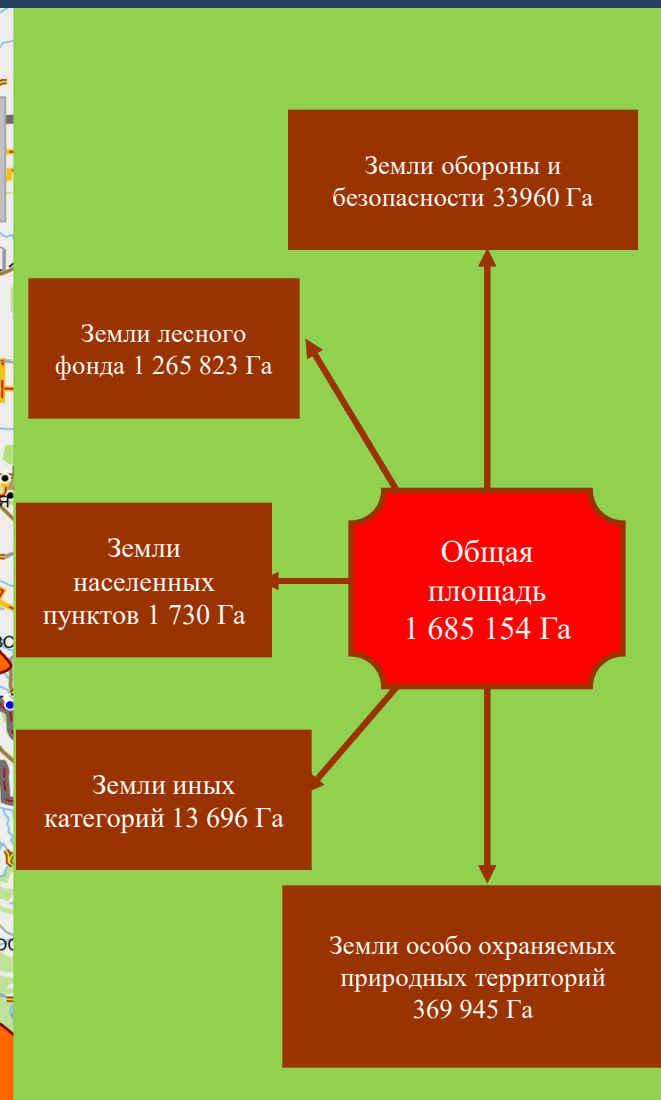 Земли обороны и
безопасности 33960 Га
Земли лесного
фонда 1 265 823 Га
Земли
населенных
пунктов 1 730 Га
Общая
площадь
1 685 154 Га
Земли иных
категорий 13 696 Га
Земли особо охраняемых
природных территорий
369 945 Га